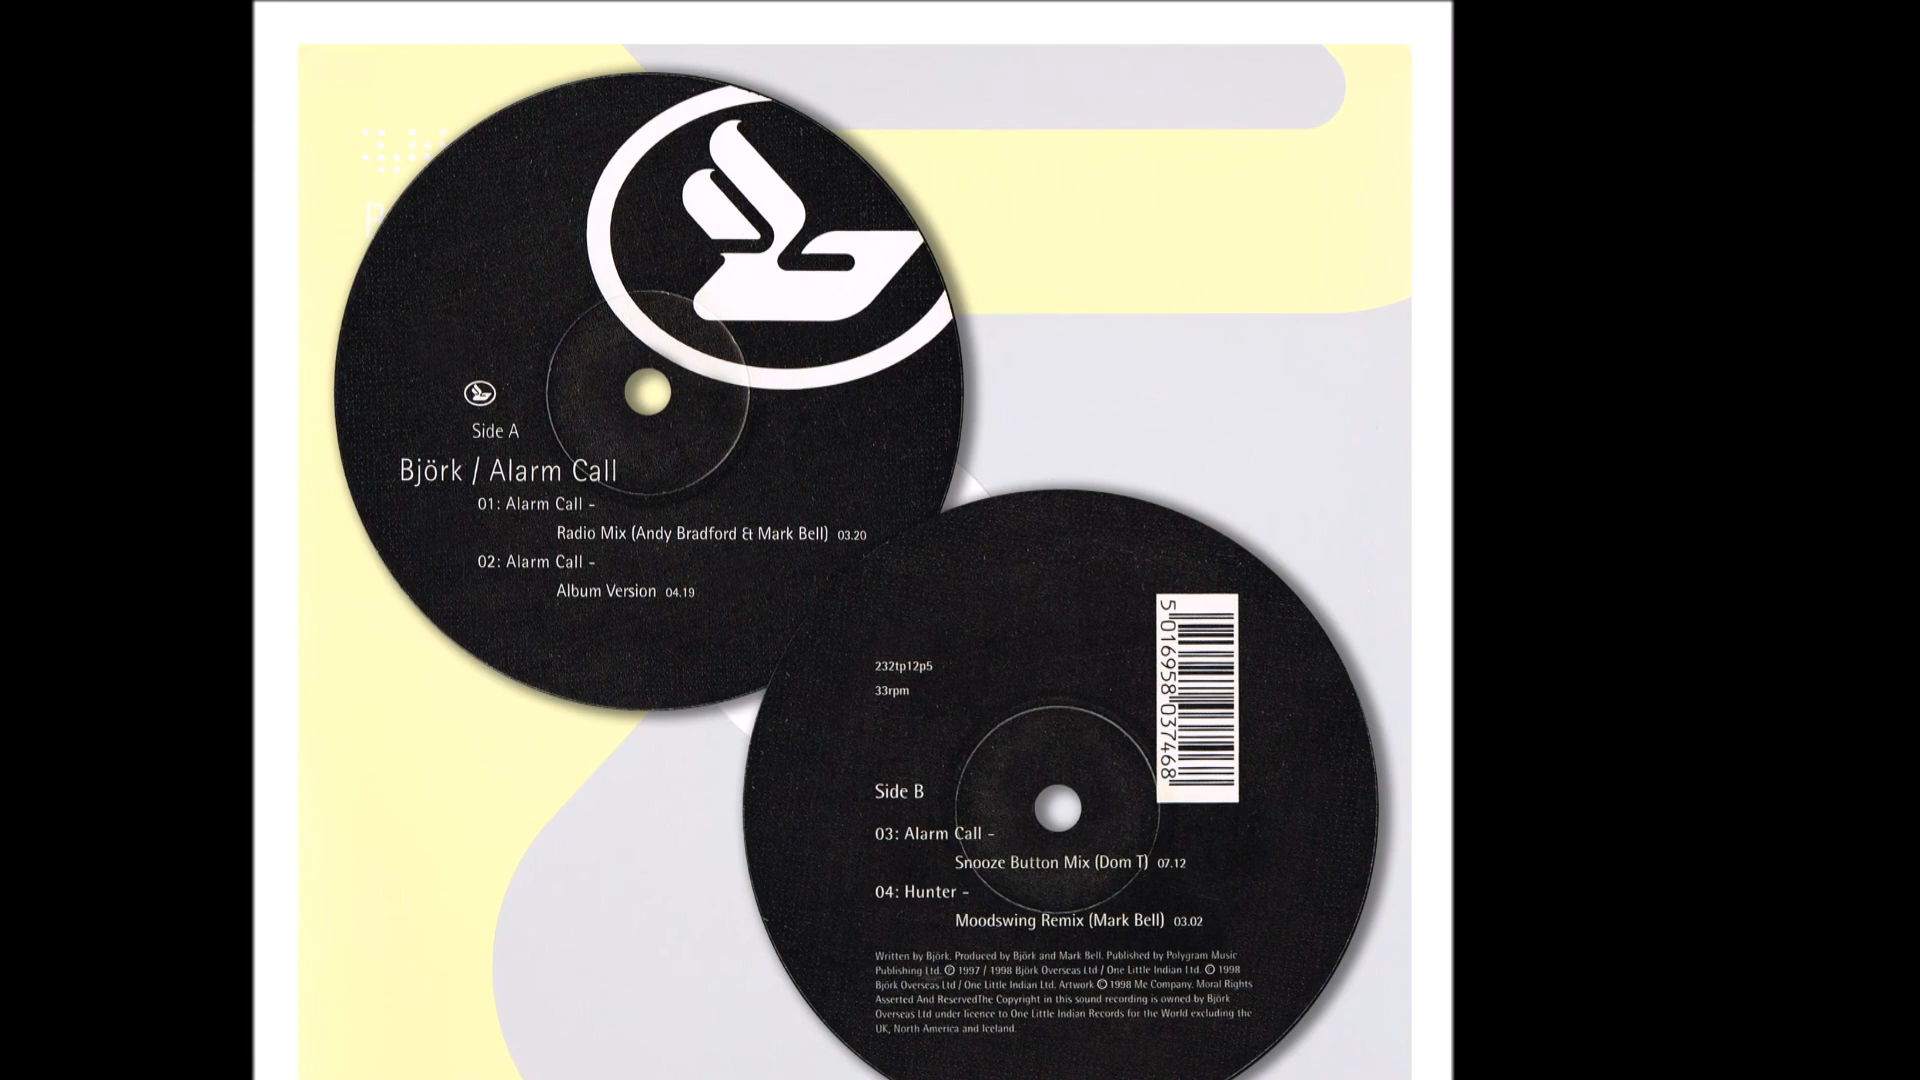 Side A
Björk / Alarm Call
01: Alarm Call -
Radio Mix (Andy Bradford & Mark Bell) 03.20
02: Alarm Call -
Album Version 04.19
232tp12p5
33rpm
5 016958 037468
Side B
03: Alarm Call -
Snooze Button Mix (Dom T) 07.12
04: Hunter -
Moodswing Remix (Mark Bell) 03.02
Written by Björk. Produced by Björk and Mark Bell. Published by Polygram Music
Publishing Ltd. ℗ 1997 / 1998 Björk Overseas Ltd / One Little Indian Ltd. © 1998
Björk Overseas Ltd / One Little Indian Ltd. Artwork © 1998 Me Company. Moral Rights
Asserted And ReservedThe Copyright in this sound recording is owned by Björk
Overseas Ltd under licence to One Little Indian Records for the World excluding the
UK, North America and Iceland.